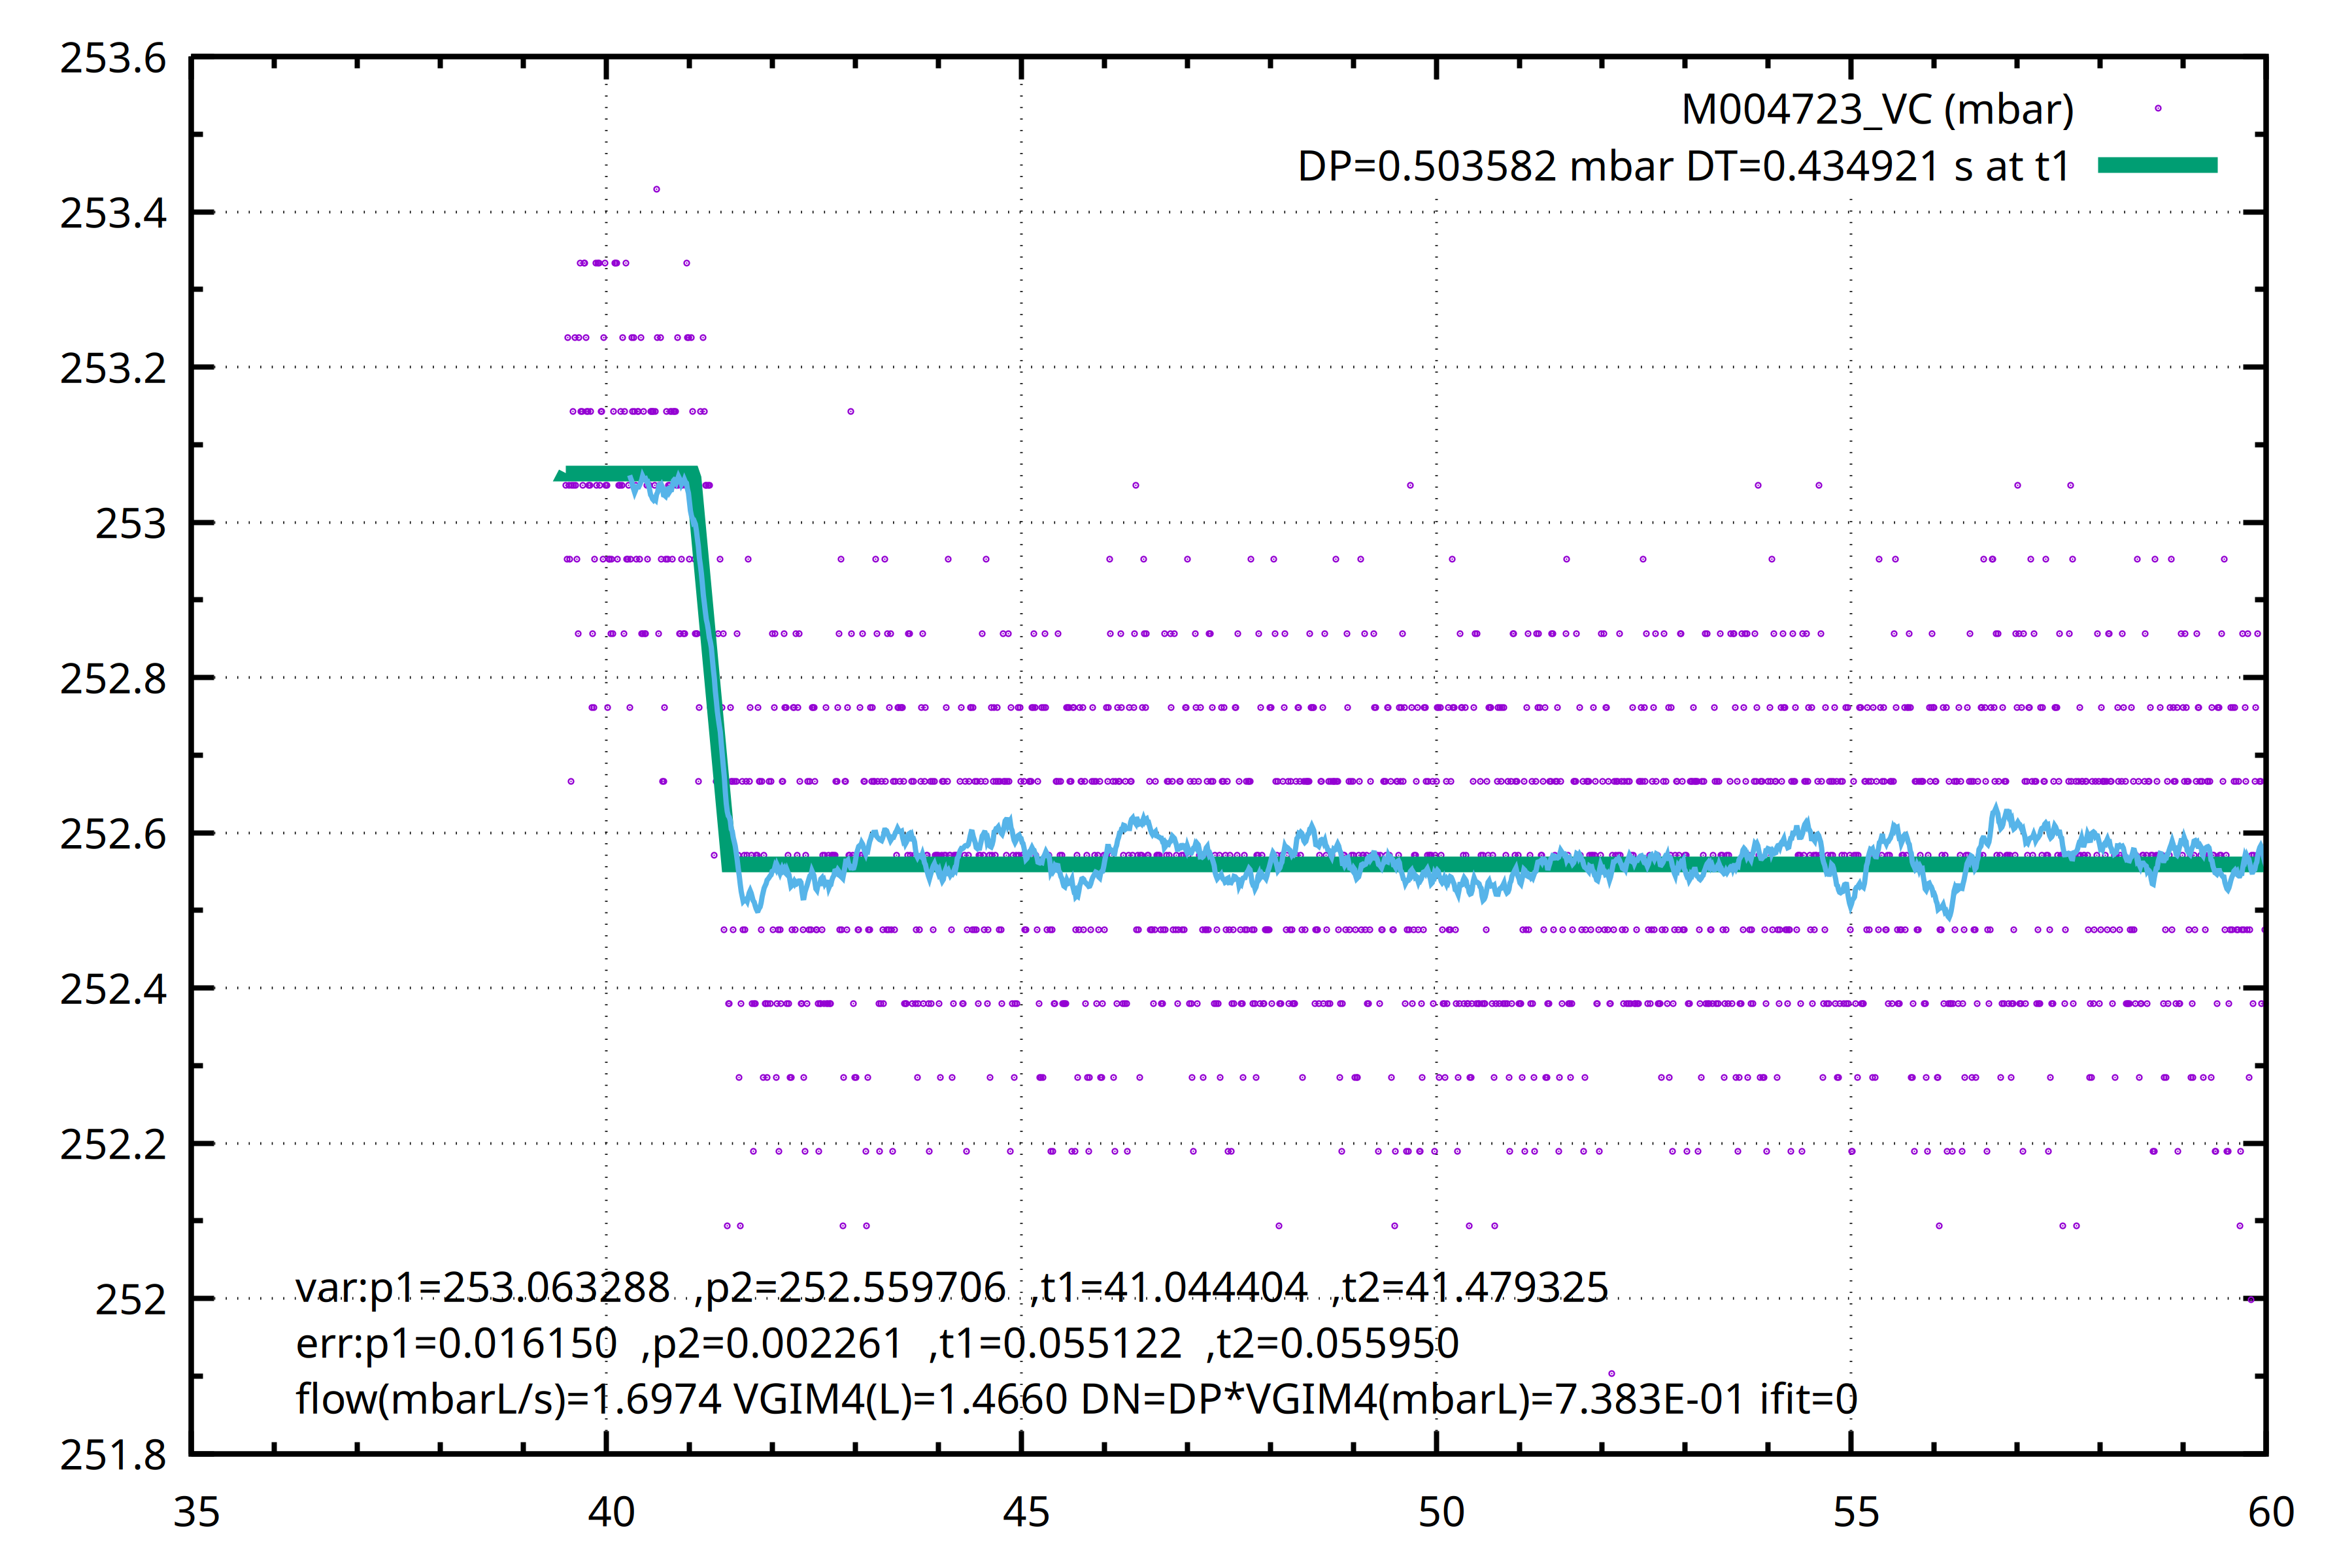 253.6
253.4
253.2
253
252.8
252.6
252.4
252.2
252
251.8
M004723_VC (mbar)
DP=0.503582 mbar DT=0.434921 s at t1
var:p1=253.063288 ,p2=252.559706 ,t1=41.044404 ,t2=41.479325
err:p1=0.016150 ,p2=0.002261 ,t1=0.055122 ,t2=0.055950
flow(mbarL/s)=1.6974 VGIM4(L)=1.4660 DN=DP*VGIM4(mbarL)=7.383E-01 ifit=0
35 40 45 50 55 60